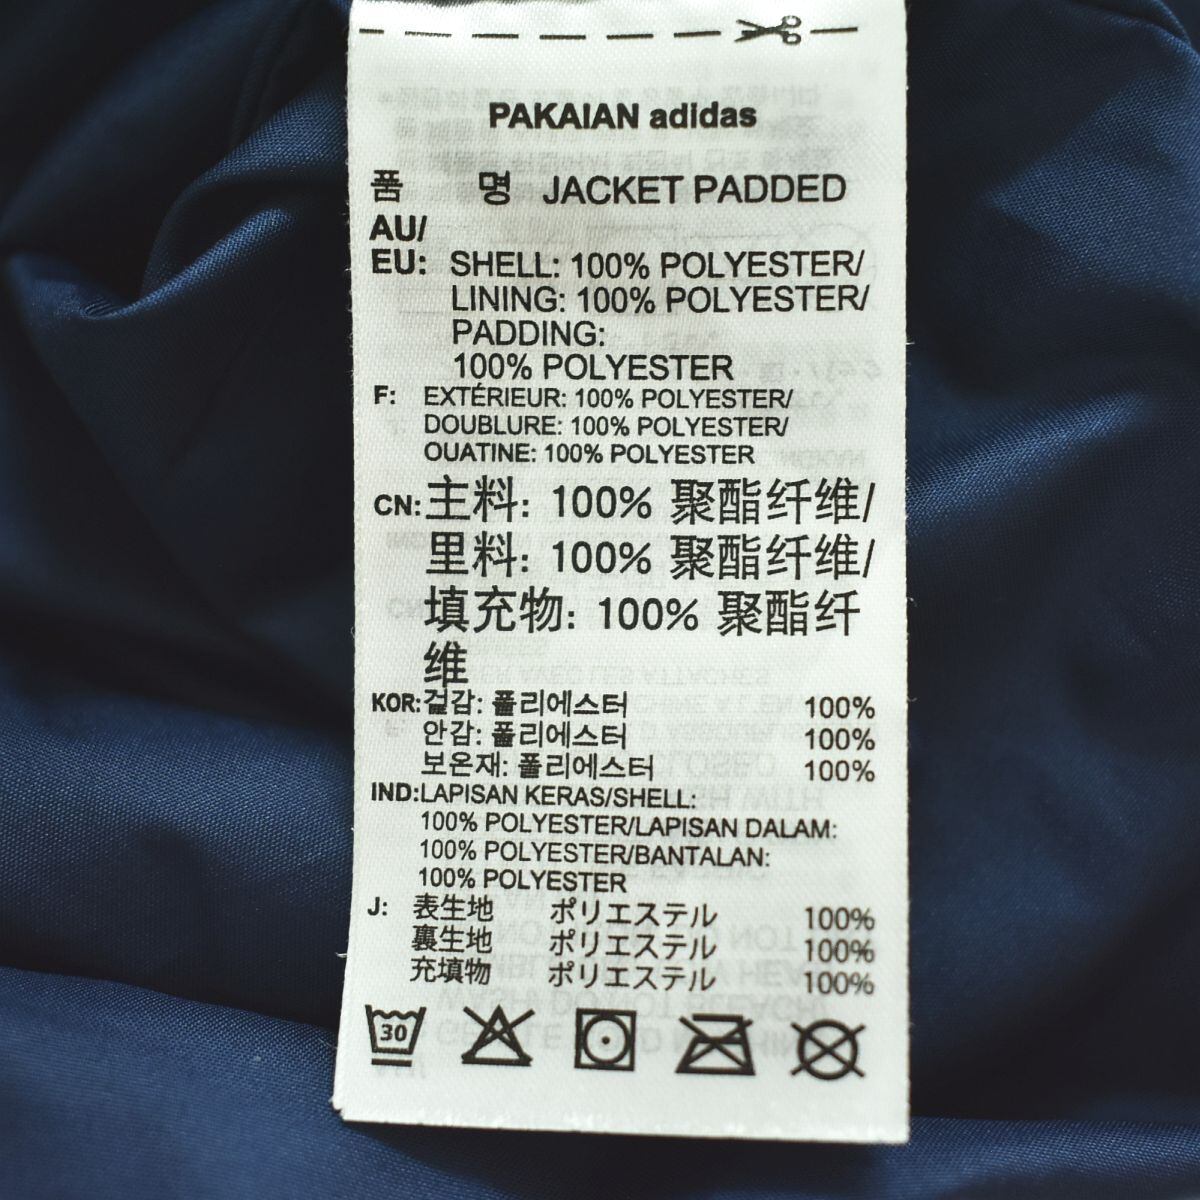 PAKAIAN adidas
품 명 JACKET PADDED
AU/
EU: SHELL: 100% POLYESTER/
LINING: 100% POLYESTER/
PADDING:
100% POLYESTER
F: EXTÉRIEUR: 100% POLYESTER/
DOUBLURE: 100% POLYESTER/
OUATINE: 100% POLYESTER
CN: 主料: 100% 聚酯纤维/
里料: 100% 聚酯纤维/
填充物: 100% 聚酯纤
维
KOR: 겉감: 폴리에스터 100%
안감: 폴리에스터 100%
보온재: 폴리에스터 100%
IND: LAPISAN KERAS/SHELL:
100% POLYESTER/LAPISAN DALAM:
100% POLYESTER/BANTALAN:
100% POLYESTER
J: 表生地 ポリエステル 100%
裏生地 ポリエステル 100%
充填物 ポリエステル 100%
30